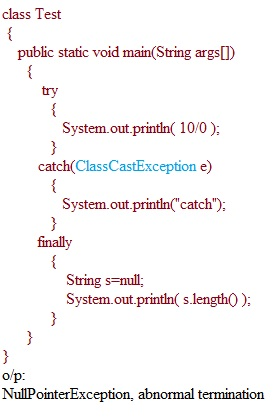 class Test
{
public static void main(String args[])
{
try
{
System.out.println( 10/0 );
}
catch(ClassCastException e)
{
System.out.println("catch");
}
finally
{
String s=null;
System.out.println( s.length() );
}
}
}
o/p:
NullPointerException, abnormal termination